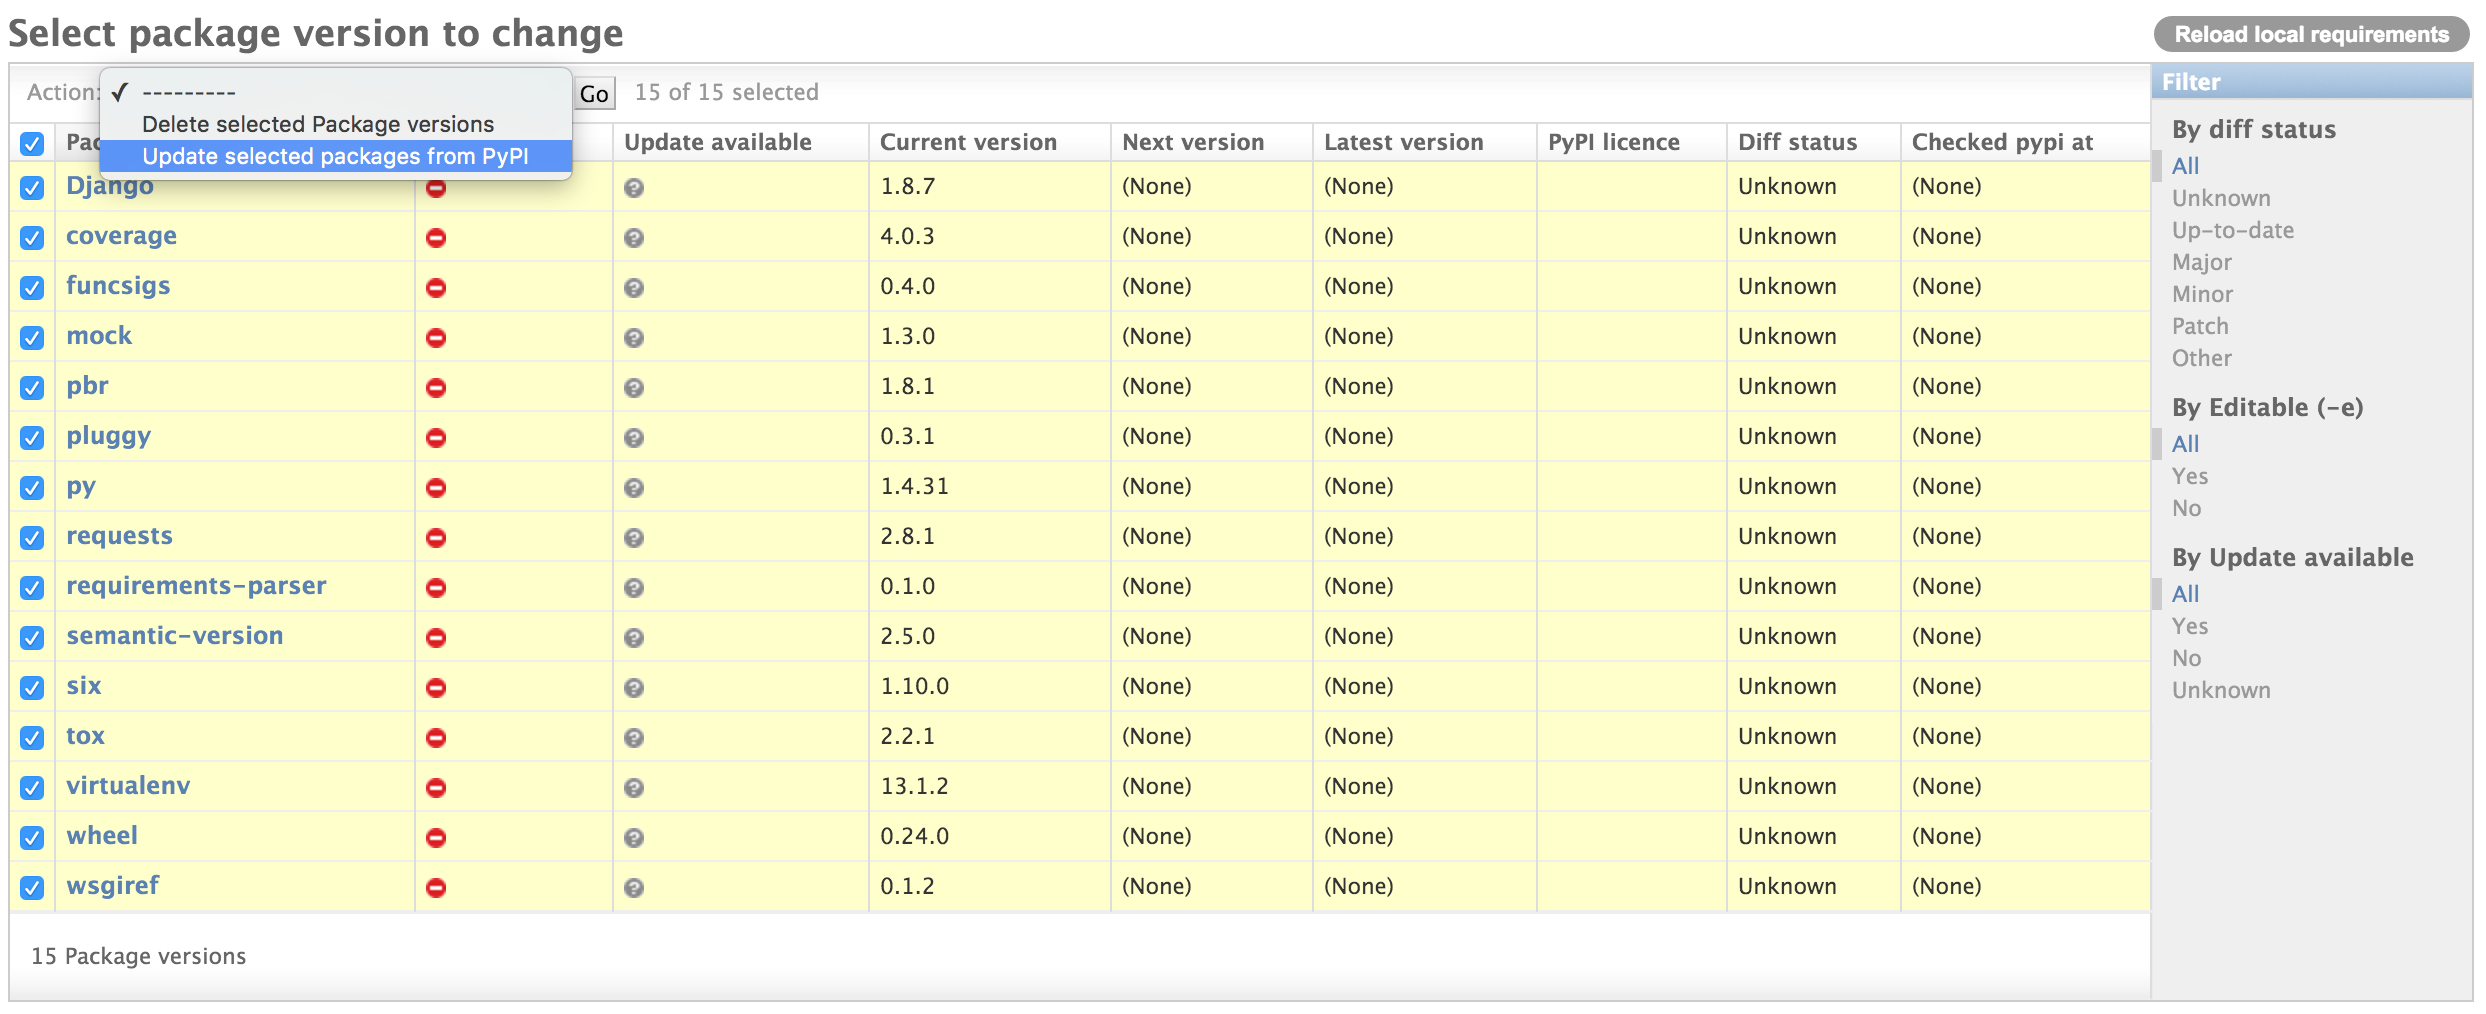 Select package version to change
Reload local requirements
Action:
✓ ---------
Delete selected Package versions
Update selected packages from PyPI
Go
15 of 15 selected
Pac Update available Current version Next version Latest version PyPI licence Diff status Checked pypi at
Django 1.8.7 (None) (None) Unknown (None)
coverage 4.0.3 (None) (None) Unknown (None)
funcsigs 0.4.0 (None) (None) Unknown (None)
mock 1.3.0 (None) (None) Unknown (None)
pbr 1.8.1 (None) (None) Unknown (None)
pluggy 0.3.1 (None) (None) Unknown (None)
py 1.4.31 (None) (None) Unknown (None)
requests 2.8.1 (None) (None) Unknown (None)
requirements-parser 0.1.0 (None) (None) Unknown (None)
semantic-version 2.5.0 (None) (None) Unknown (None)
six 1.10.0 (None) (None) Unknown (None)
tox 2.2.1 (None) (None) Unknown (None)
virtualenv 13.1.2 (None) (None) Unknown (None)
wheel 0.24.0 (None) (None) Unknown (None)
wsgiref 0.1.2 (None) (None) Unknown (None)
15 Package versions
Filter
By diff status
All
Unknown
Up-to-date
Major
Minor
Patch
Other
By Editable (-e)
All
Yes
No
By Update available
All
Yes
No
Unknown